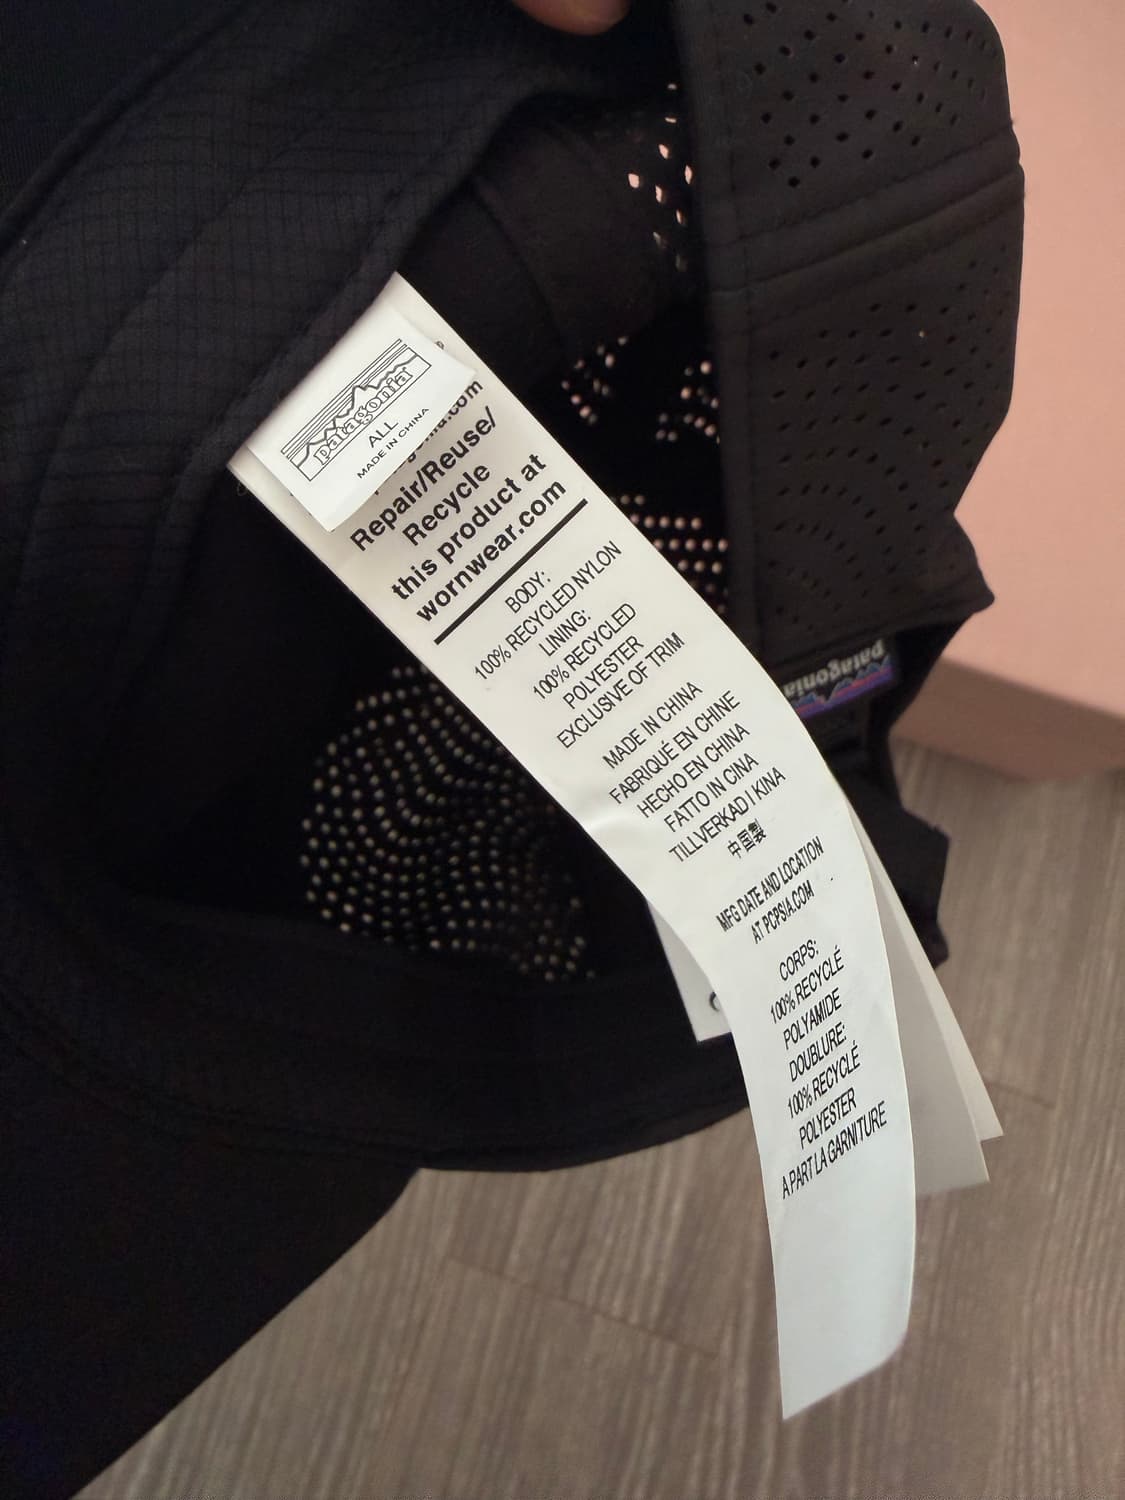 patagonia
ALL
MADE IN CHINA
Repair/Reuse/
Recycle
this product at
wornwear.com
BODY:
100% RECYCLED NYLON
LINING:
100% RECYCLED
POLYESTER
EXCLUSIVE OF TRIM
MADE IN CHINA
FABRIQUÉ EN CHINE
HECHO EN CHINA
FATTO IN CINA
TILLVERKAD I KINA
中国製
MFG DATE AND LOCATION
AT PCPSIA.COM
CORPS:
100% RECYCLÉ
POLYAMIDE
DOUBLURE:
100% RECYCLÉ
POLYESTER
A PART LA GARNITURE
patagonia